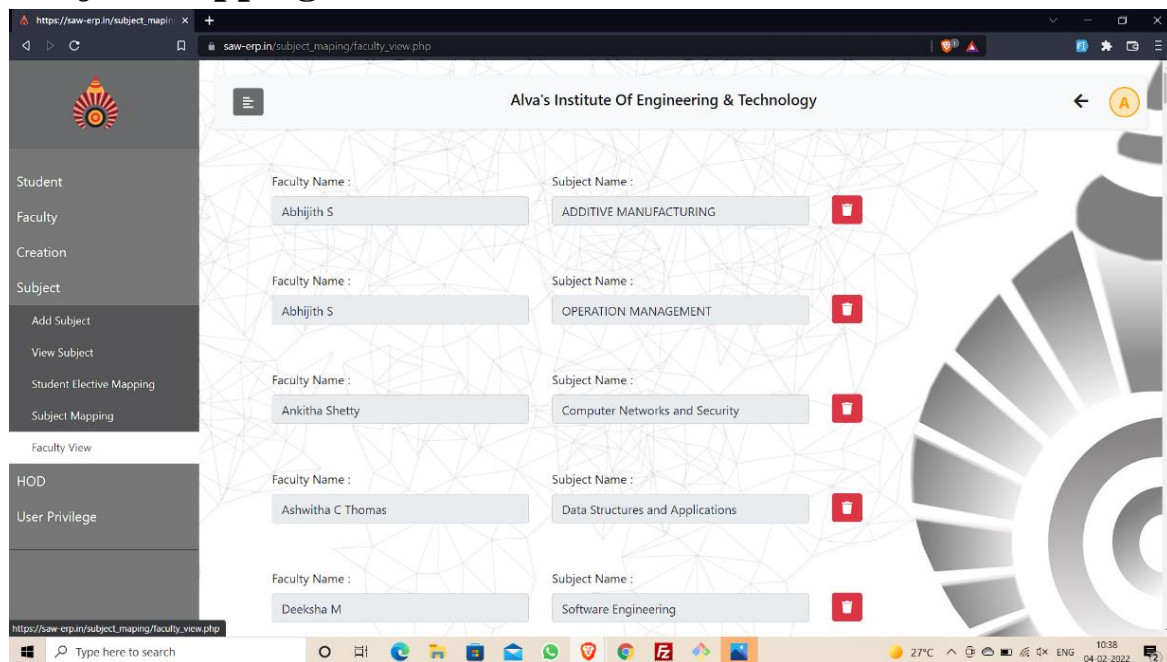 https://saw-erp.in/subject_mapin
saw-erp.in/subject_maping/faculty_view.php
Alva's Institute Of Engineering & Technology
A
Student
Faculty
Creation
Subject
Add Subject
View Subject
Student Elective Mapping
Subject Mapping
Faculty View
HOD
User Privilege
Faculty Name :
Subject Name :
Abhijith S
ADDITIVE MANUFACTURING
Faculty Name :
Subject Name :
Abhijith S
OPERATION MANAGEMENT
Faculty Name :
Subject Name :
Ankitha Shetty
Computer Networks and Security
Faculty Name :
Subject Name :
Ashwitha C Thomas
Data Structures and Applications
Faculty Name :
Subject Name :
Deeksha M
Software Engineering
https://saw-erp.in/subject_maping/faculty_view.php
Type here to search
27°C
ENG
10:38
04-02-2022